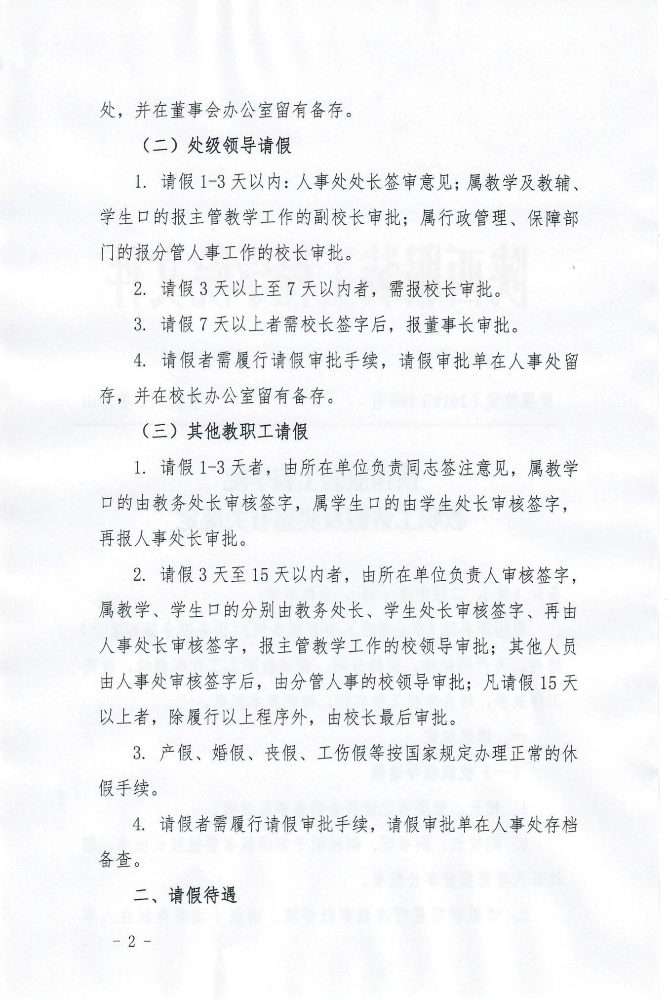 处，并在董事会办公室留有备存。
（二）处级领导请假
1. 请假 1-3 天以内：人事处处长签审意见；属教学及教辅、
学生口的报主管教学工作的副校长审批；属行政管理、保障部
门的报分管人事工作的校长审批。
2. 请假 3 天以上至 7 天以内者，需报校长审批。
3. 请假 7 天以上者需校长签字后，报董事长审批。
4. 请假者需履行请假审批手续，请假审批单在人事处留
存，并在校长办公室留有备存。
（三）其他教职工请假
1. 请假 1-3 天者，由所在单位负责同志签注意见，属教学
口的由教务处长审核签字，属学生口的由学生处长审核签字，
再报人事处长审批。
2. 请假 3 天至 15 天以内者，由所在单位负责人审核签字，
属教学、学生口的分别由教务处长、学生处长审核签字、再由
人事处长审核签字，报主管教学工作的校领导审批；其他人员
由人事处审核签字后，由分管人事的校领导审批；凡请假 15 天
以上者，除履行以上程序外，由校长最后审批。
3. 产假、婚假、丧假、工伤假等按国家规定办理正常的休
假手续。
4. 请假者需履行请假审批手续，请假审批单在人事处存档
备查。
二、请假待遇
- 2 -